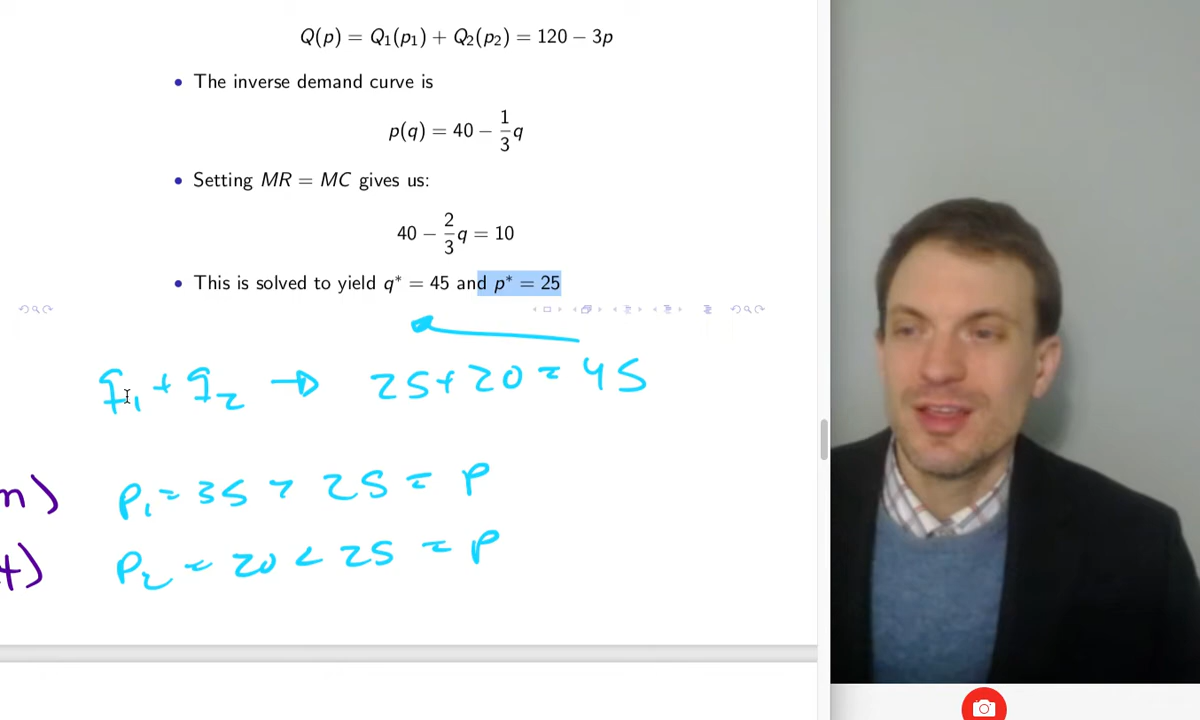 Q(p) = Q₁(p₁) + Q₂(p₂) = 120 − 3p
• The inverse demand curve is
p(q) = 40 − 1/3 q
• Setting MR = MC gives us:
40 − 2/3 q = 10
• This is solved to yield q* = 45 and p* = 25
q₁ + q₂ → 25 + 20 = 45
n) P₁ = 35 > 25 = P
t) P₂ = 20 < 25 = P